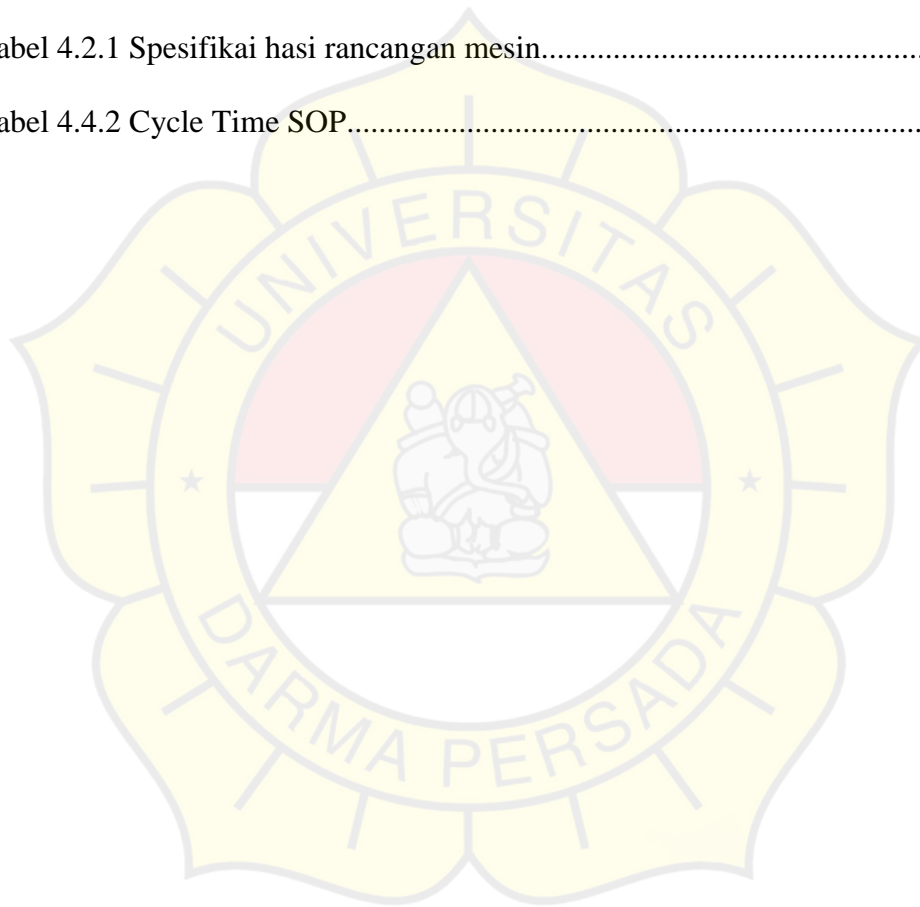 abel 4.2.1 Spesifikai hasi rancangan mesin................................................
abel 4.4.2 Cycle Time SOP........................................................................
UNIVERSITAS
DARMA PERSADA